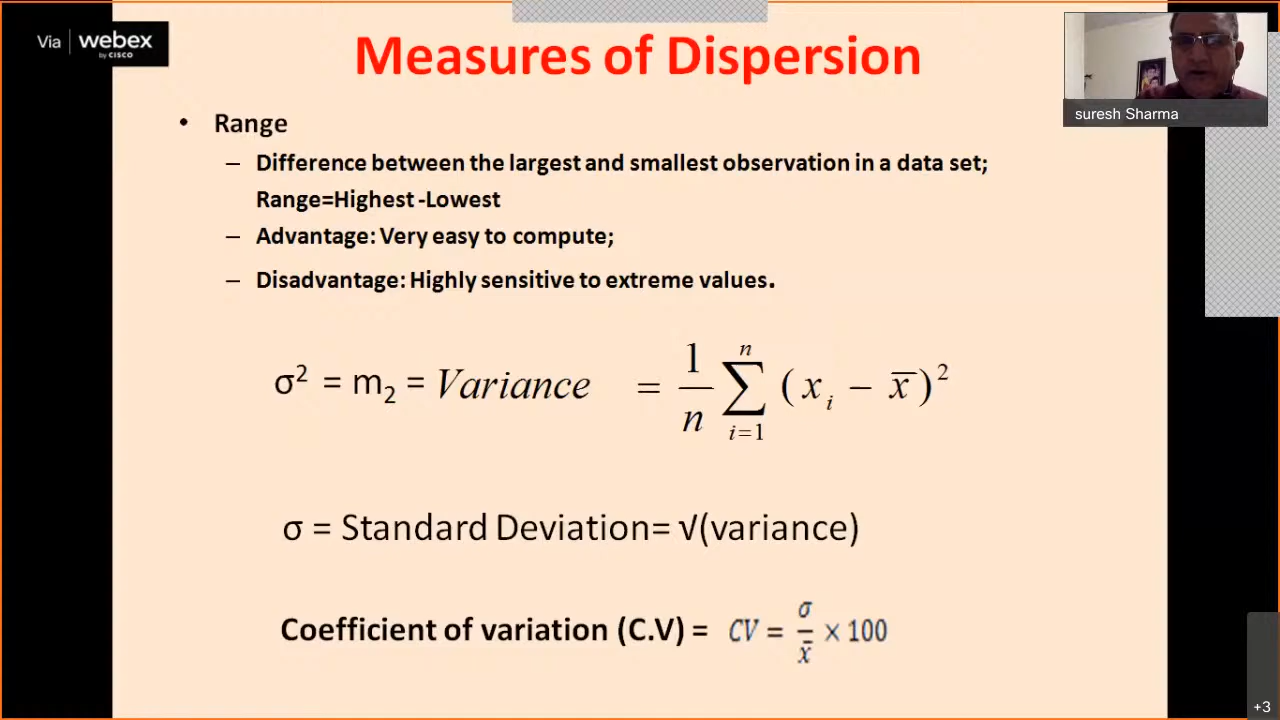 Via webex
by CISCO
Measures of Dispersion
suresh Sharma
• Range
– Difference between the largest and smallest observation in a data set;
Range=Highest -Lowest
– Advantage: Very easy to compute;
– Disadvantage: Highly sensitive to extreme values.
σ² = m₂ = Variance = 1/n ∑ i=1 n (xᵢ − x̅)²
σ = Standard Deviation= √(variance)
Coefficient of variation (C.V) = CV = σ/x̄ × 100
+3